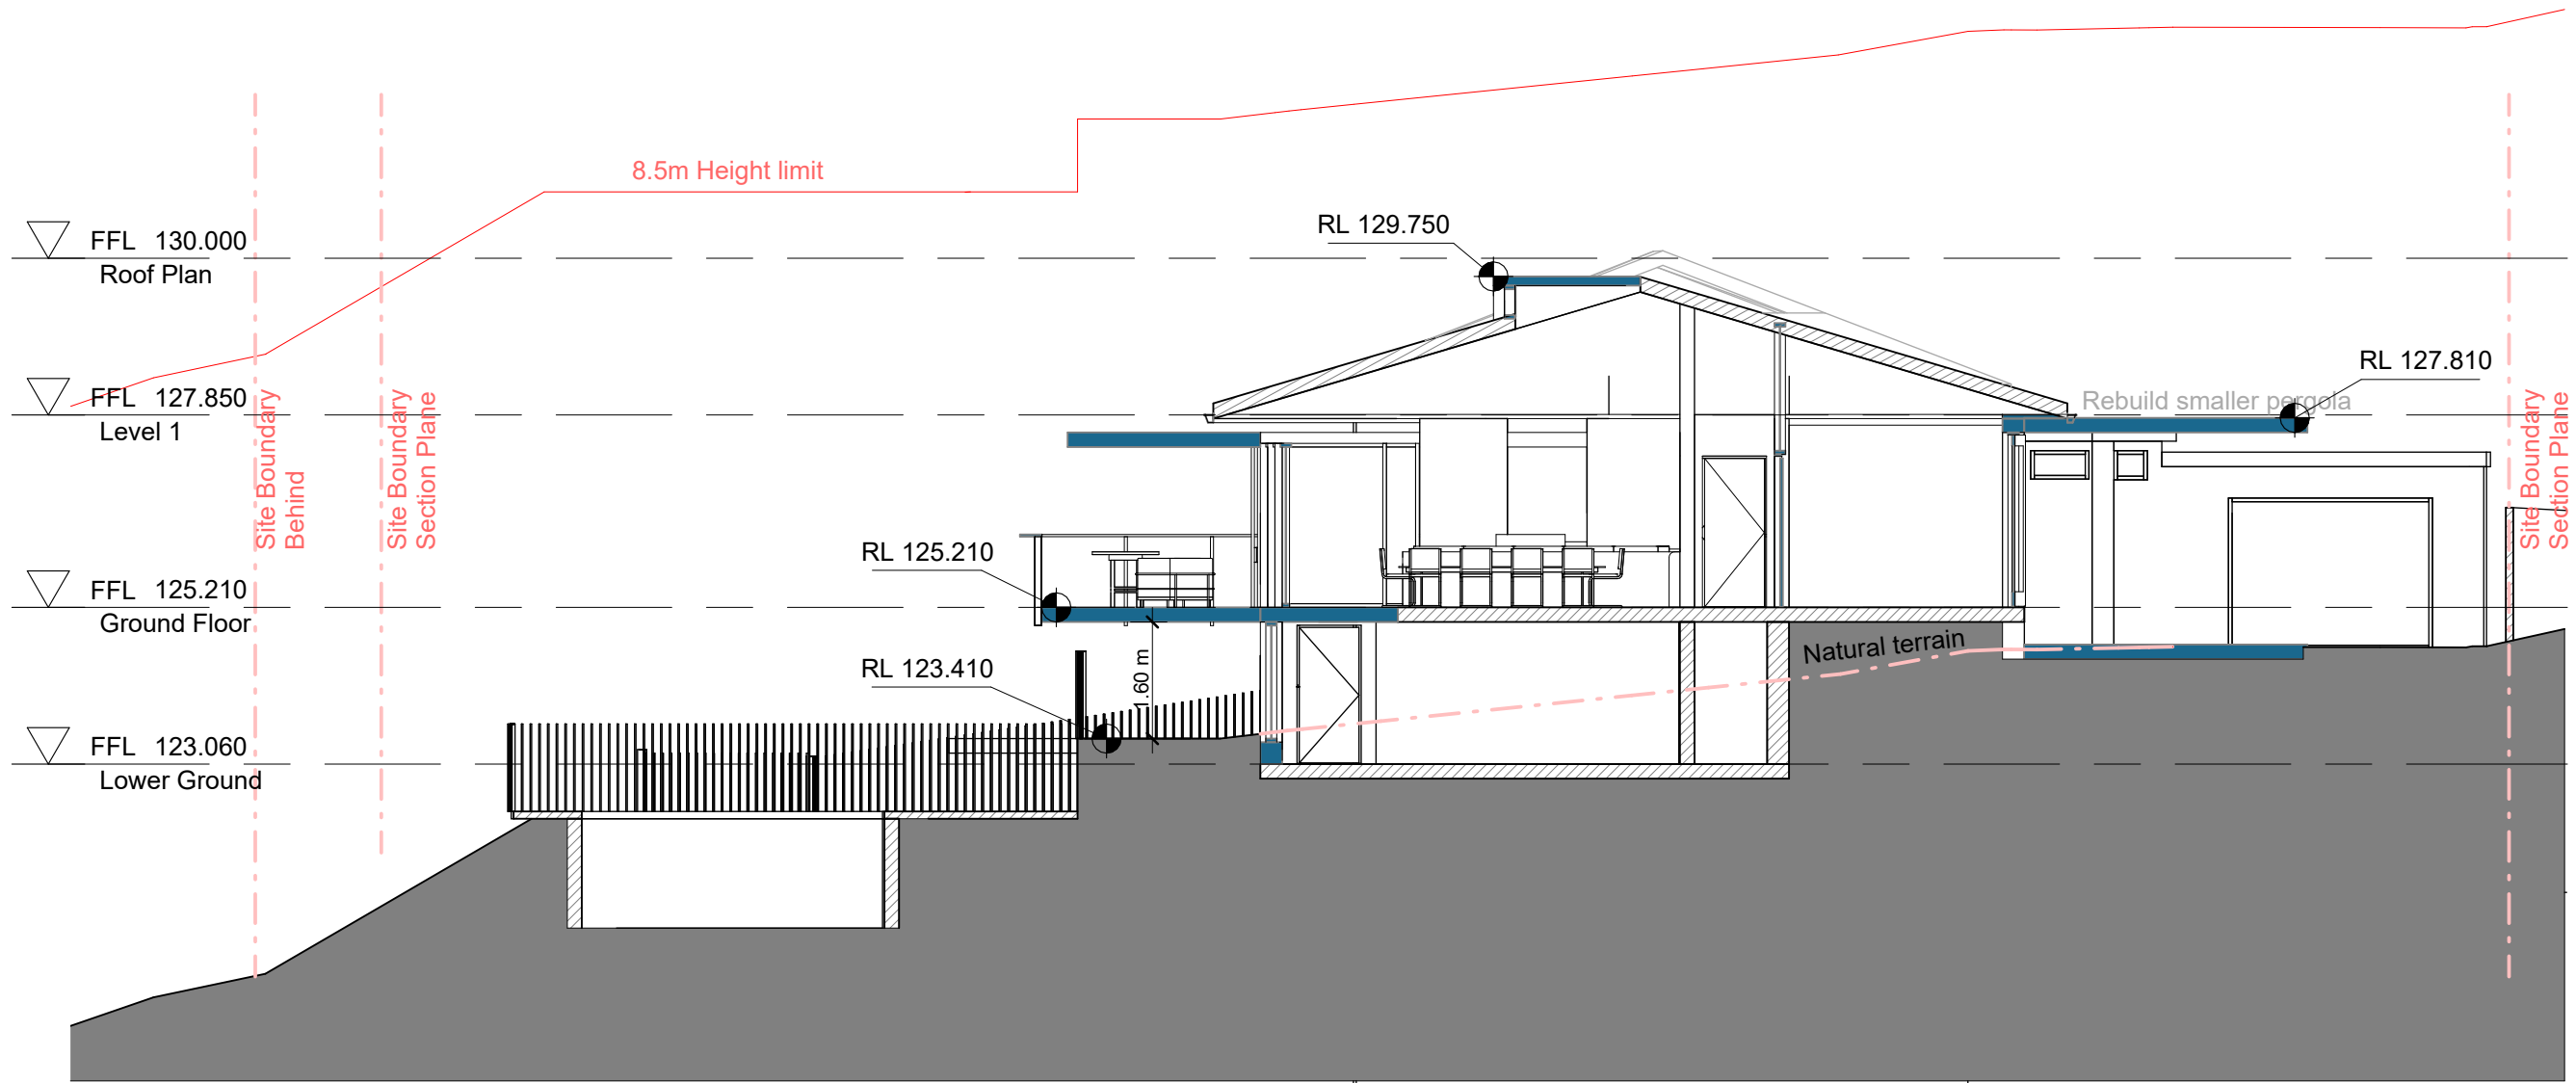 8.5m Height limit
RL 129.750
FFL 130.000
Roof Plan
RL 127.810
FFL 127.850
Level 1
Rebuild smaller pergola
Site Boundary
Behind
Site Boundary
Section Plane
Site Boundary
Section Plane
RL 125.210
FFL 125.210
Ground Floor
Natural terrain
RL 123.410
1.60 m
FFL 123.060
Lower Ground